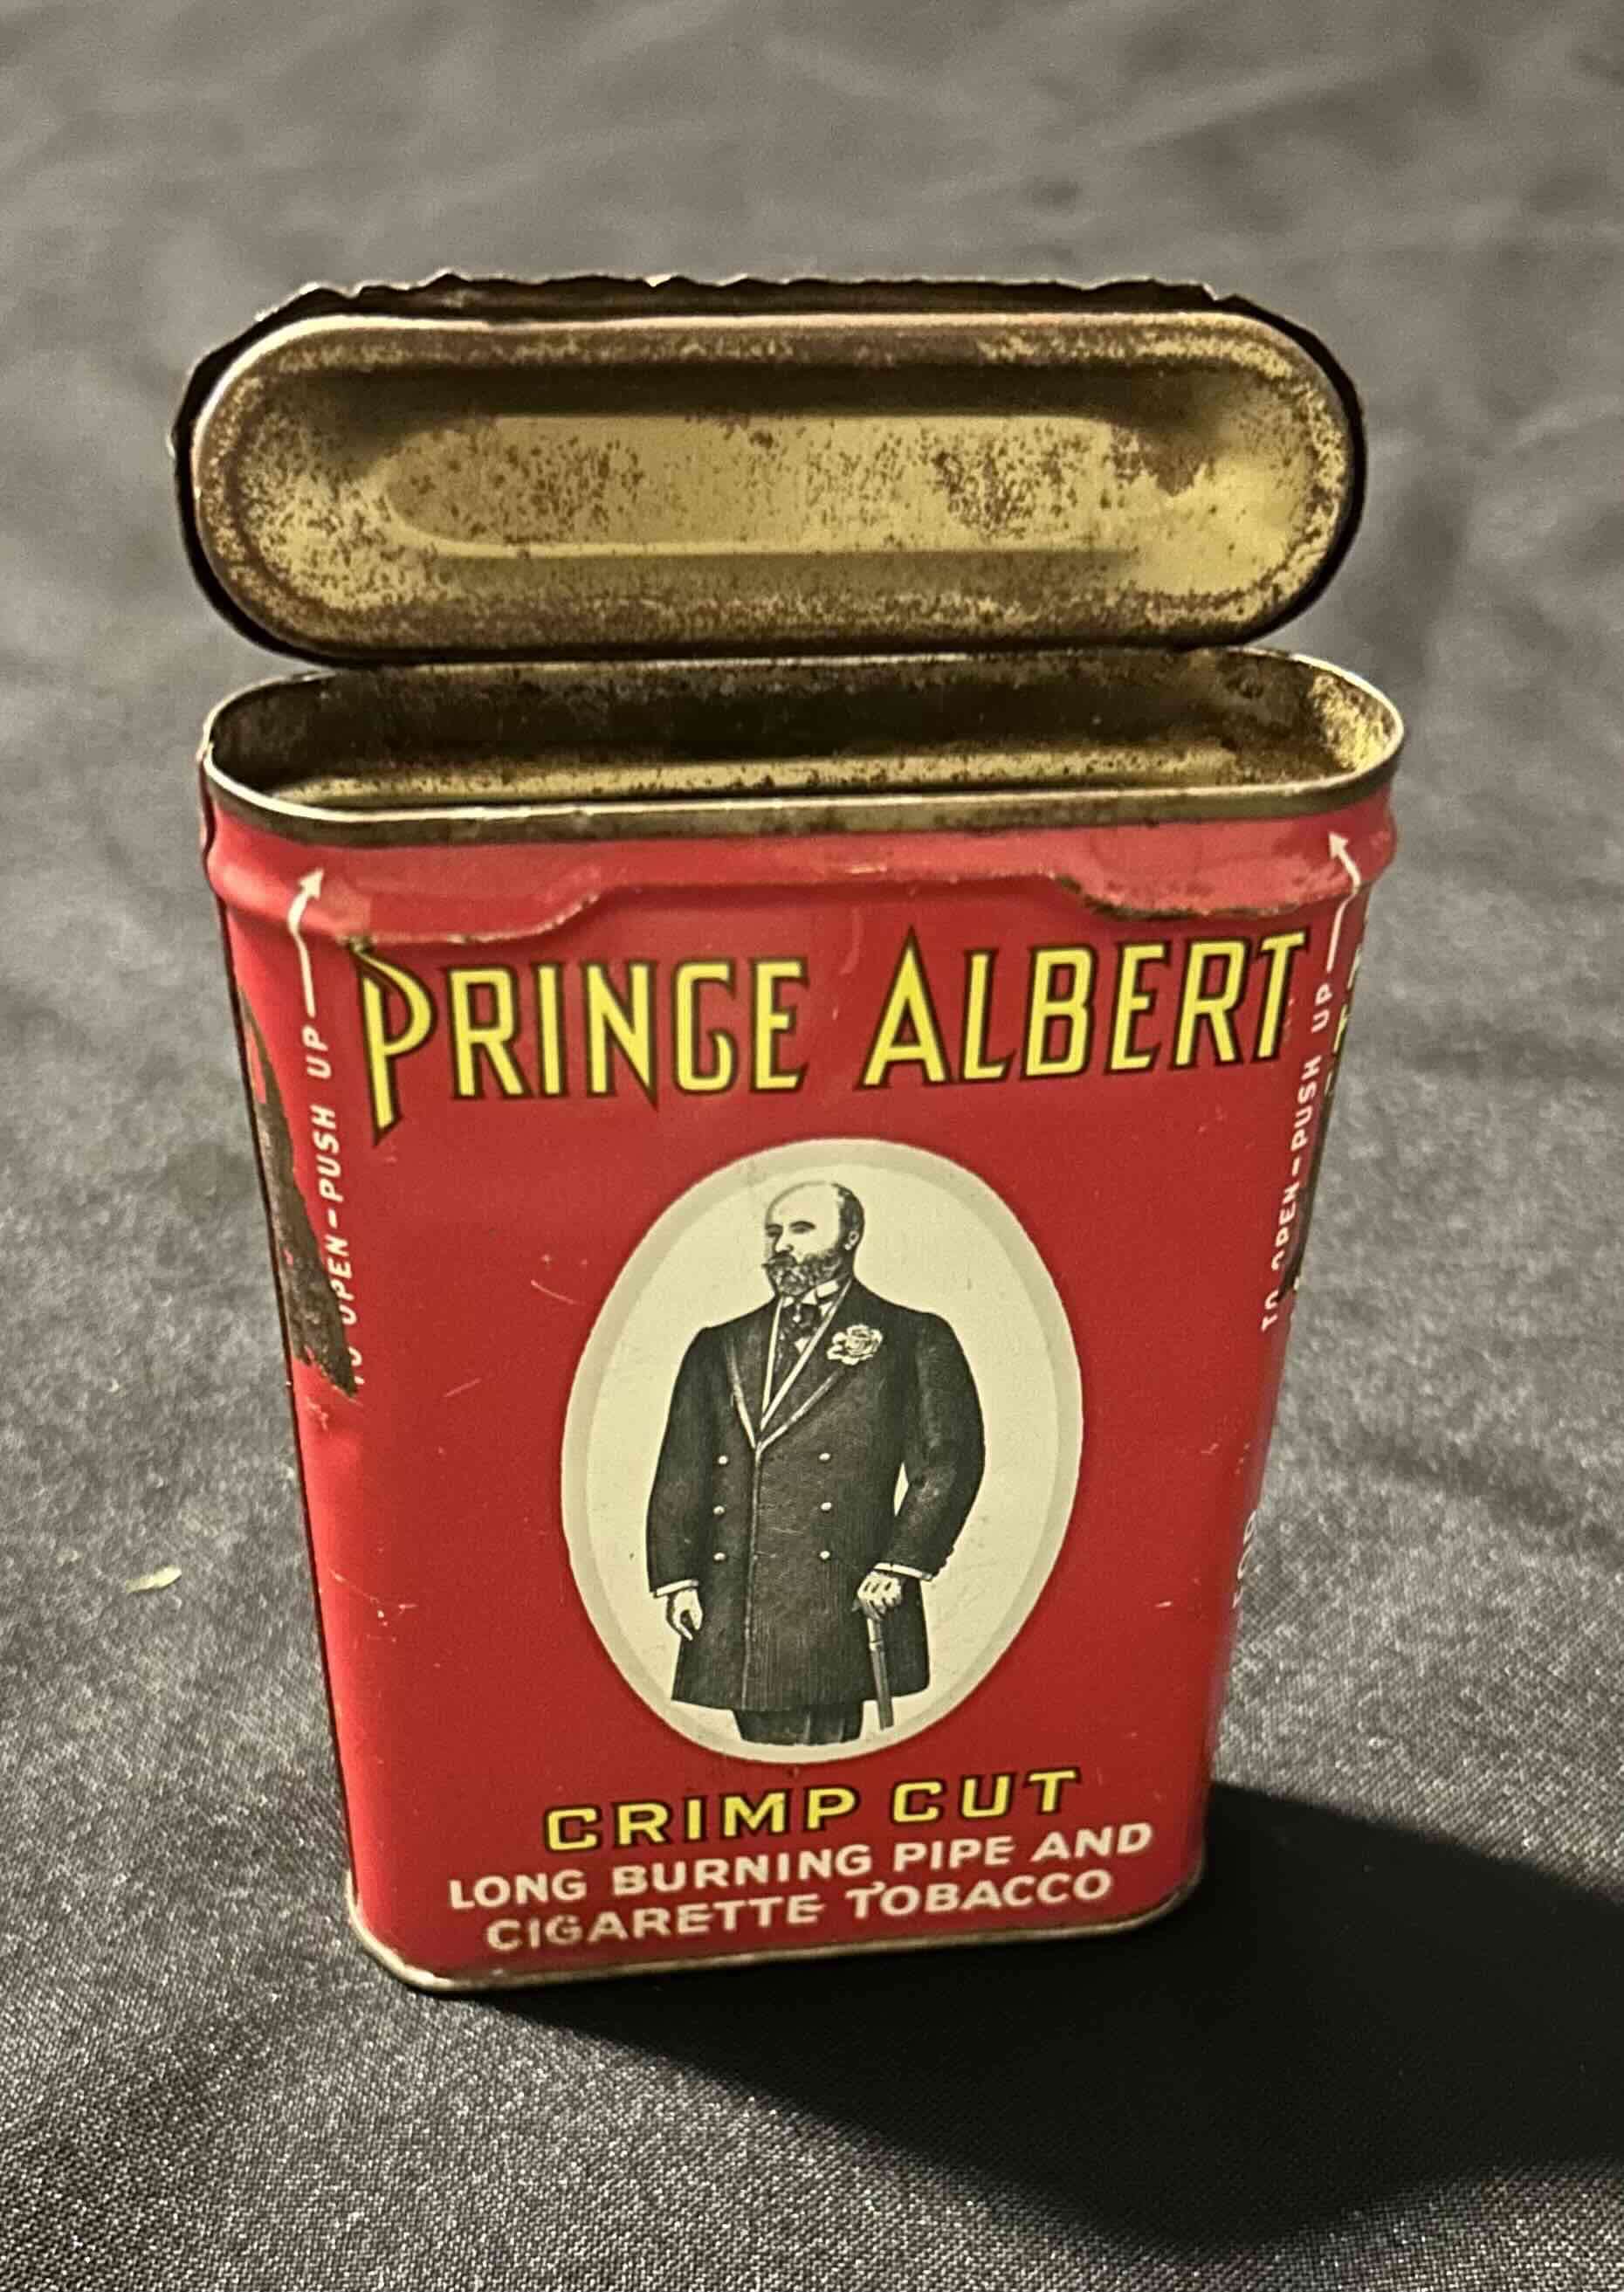 PRINCE ALBERT
TO OPEN-PUSH UP
TO OPEN-PUSH UP
CRIMP CUT
LONG BURNING PIPE AND
CIGARETTE TOBACCO